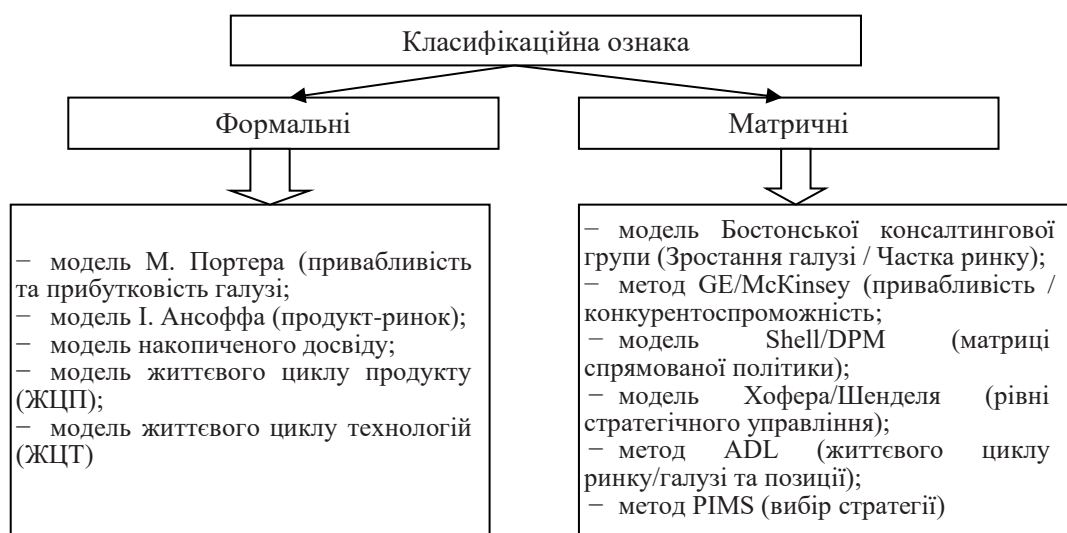 Класифікаційна ознака
Формальні
Матричні
− модель М. Портера (привабливість
та прибутковість галузі;
− модель І. Ансоффа (продукт-ринок);
− модель накопиченого досвіду;
− модель життєвого циклу продукту
(ЖЦП);
− модель життєвого циклу технологій
(ЖЦТ)
− модель Бостонської консалтингової
групи (Зростання галузі / Частка ринку);
− метод GE/McKinsey (привабливість /
конкурентоспроможність;
− модель Shell/DPM (матриці
спрямованої політики);
− модель Хофера/Шенделя (рівні
стратегічного управління);
− метод ADL (життєвого циклу
ринку/галузі та позиції);
− метод PIMS (вибір стратегії)